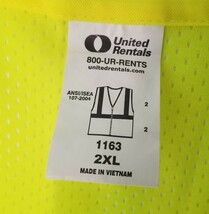 United
Rentals
800-UR-RENTS
unitedrentals.com
ANSI/ISEA
107-2004
2
2
1163
2XL
MADE IN VIETNAM